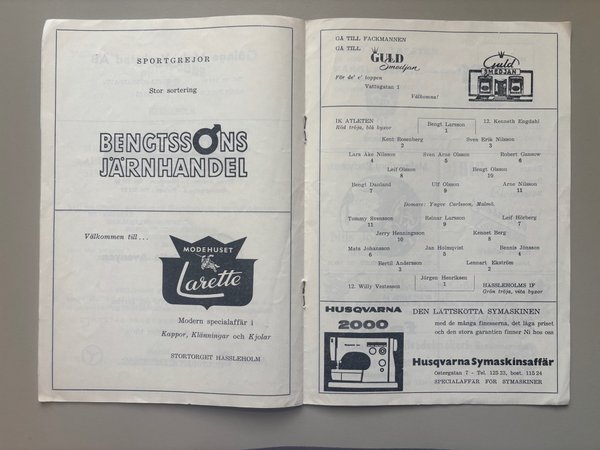 SPORTGREJOR
Stor sortering
BENGTSSONS
JÄRNHANDEL
Välkommen till . . .
MODEHUSET
Larette
Modern specialaffär i
Kappor, Klänningar och Kjolar
STORTORGET HÄSSLEHOLM
GÅ TILL FACKMANNEN
GÅ TILL
GULD
Smedjan
För de' e' toppen
Vattugatan 1
Välkomna!
Guld
SMEDJAN
IK ATLETEN
Röd tröja, blå byxor
Bengt Larsson
1
12. Kenneth Engdahl
Kent Rosenberg
2
Sven Erik Nilsson
3
Lars Åke Nilsson
4
Sven Arne Olsson
5
Robert Gassow
6
Leif Olsson
8
Bengt Olsson
10
Bengt Dunland
7
Ulf Olsson
9
Arne Nilsson
11
Domare: Yngve Carlsson, Malmö.
Tommy Svensson
11
Reinar Larsson
9
Leif Hörberg
7
Jerry Henningsson
10
Kennet Berg
8
Mats Johansson
6
Jan Holmqvist
5
Bennis Jönsson
4
Bertil Andersson
3
Lennart Ekström
2
Jörgen Henriksen
1
12. Willy Vestesson
HÄSSLEHOLMS IF
Grön tröja, vita byxor
HUSQVARNA
2000
DEN LÄTTSKÖTTA SYMASKINEN
med de många finesserna, det låga priset
och den stora garantien finner Ni hos oss
Husqvarna Symaskinsaffär
Östergatan 7 - Tel. 125 33, bost. 115 24
SPECIALAFFÄR FÖR SYMASKINER